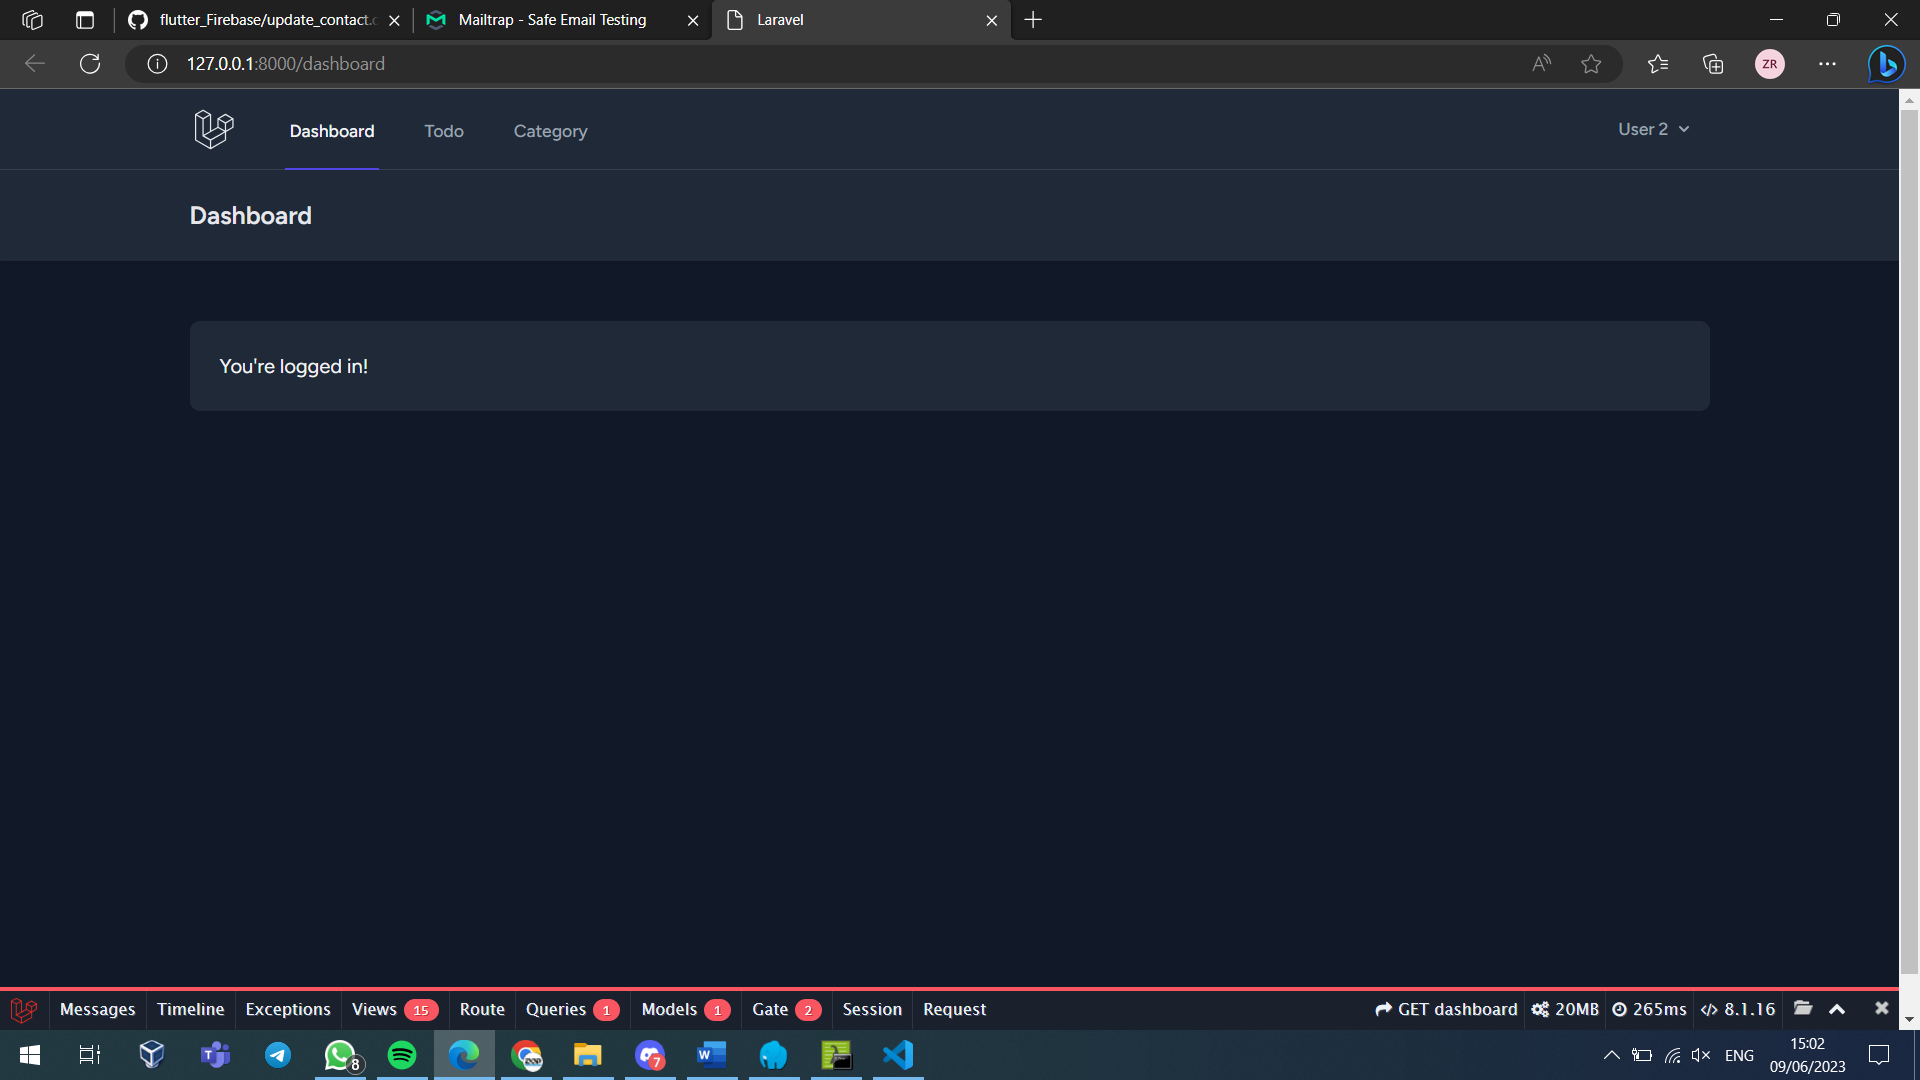 flutter_Firebase/update_contact.
Mailtrap - Safe Email Testing
Laravel
127.0.0.1:8000/dashboard
ZR
Dashboard
Todo
Category
User 2
Dashboard
You're logged in!
Messages
Timeline
Exceptions
Views 15
Route
Queries 1
Models 1
Gate 2
Session
Request
GET dashboard
20MB
265ms
8.1.16
8
7
ENG
15:02
09/06/2023